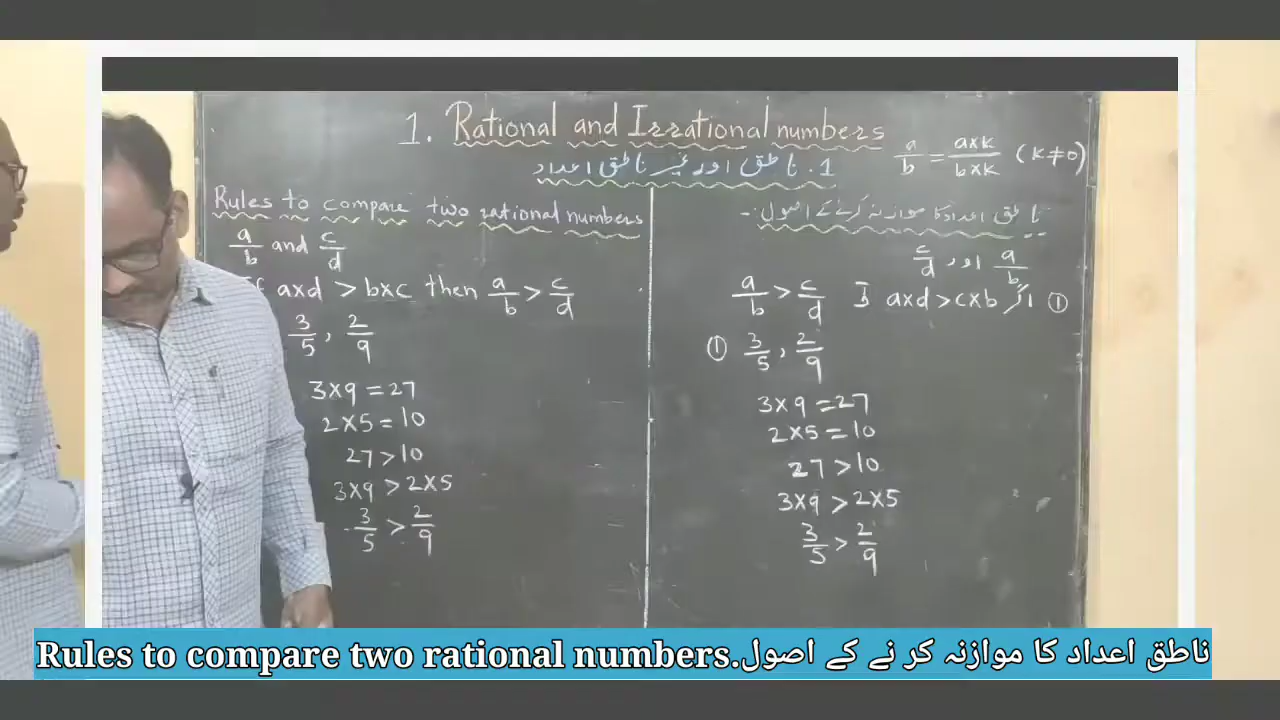 1. Rational and Irrational numbers
1. ناطق اور غیر ناطق اعداد
a/b = a×k/b×k (k≠0)
Rules to compare two rational numbers
a/b and c/d
If a×d > b×c then a/b > c/d
3/5, 2/9
3×9 = 27
2×5 = 10
27 > 10
3×9 > 2×5
3/5 > 2/9
ناطق اعداد کا موازنہ کرنے کے اصول -
a/b اور c/d
① اگر a×d > c×b تو a/b > c/d
① 3/5, 2/9
3×9 = 27
2×5 = 10
27 > 10
3×9 > 2×5
3/5 > 2/9
Rules to compare two rational numbers. ناطق اعداد کا موازنہ کر نے کے اصول